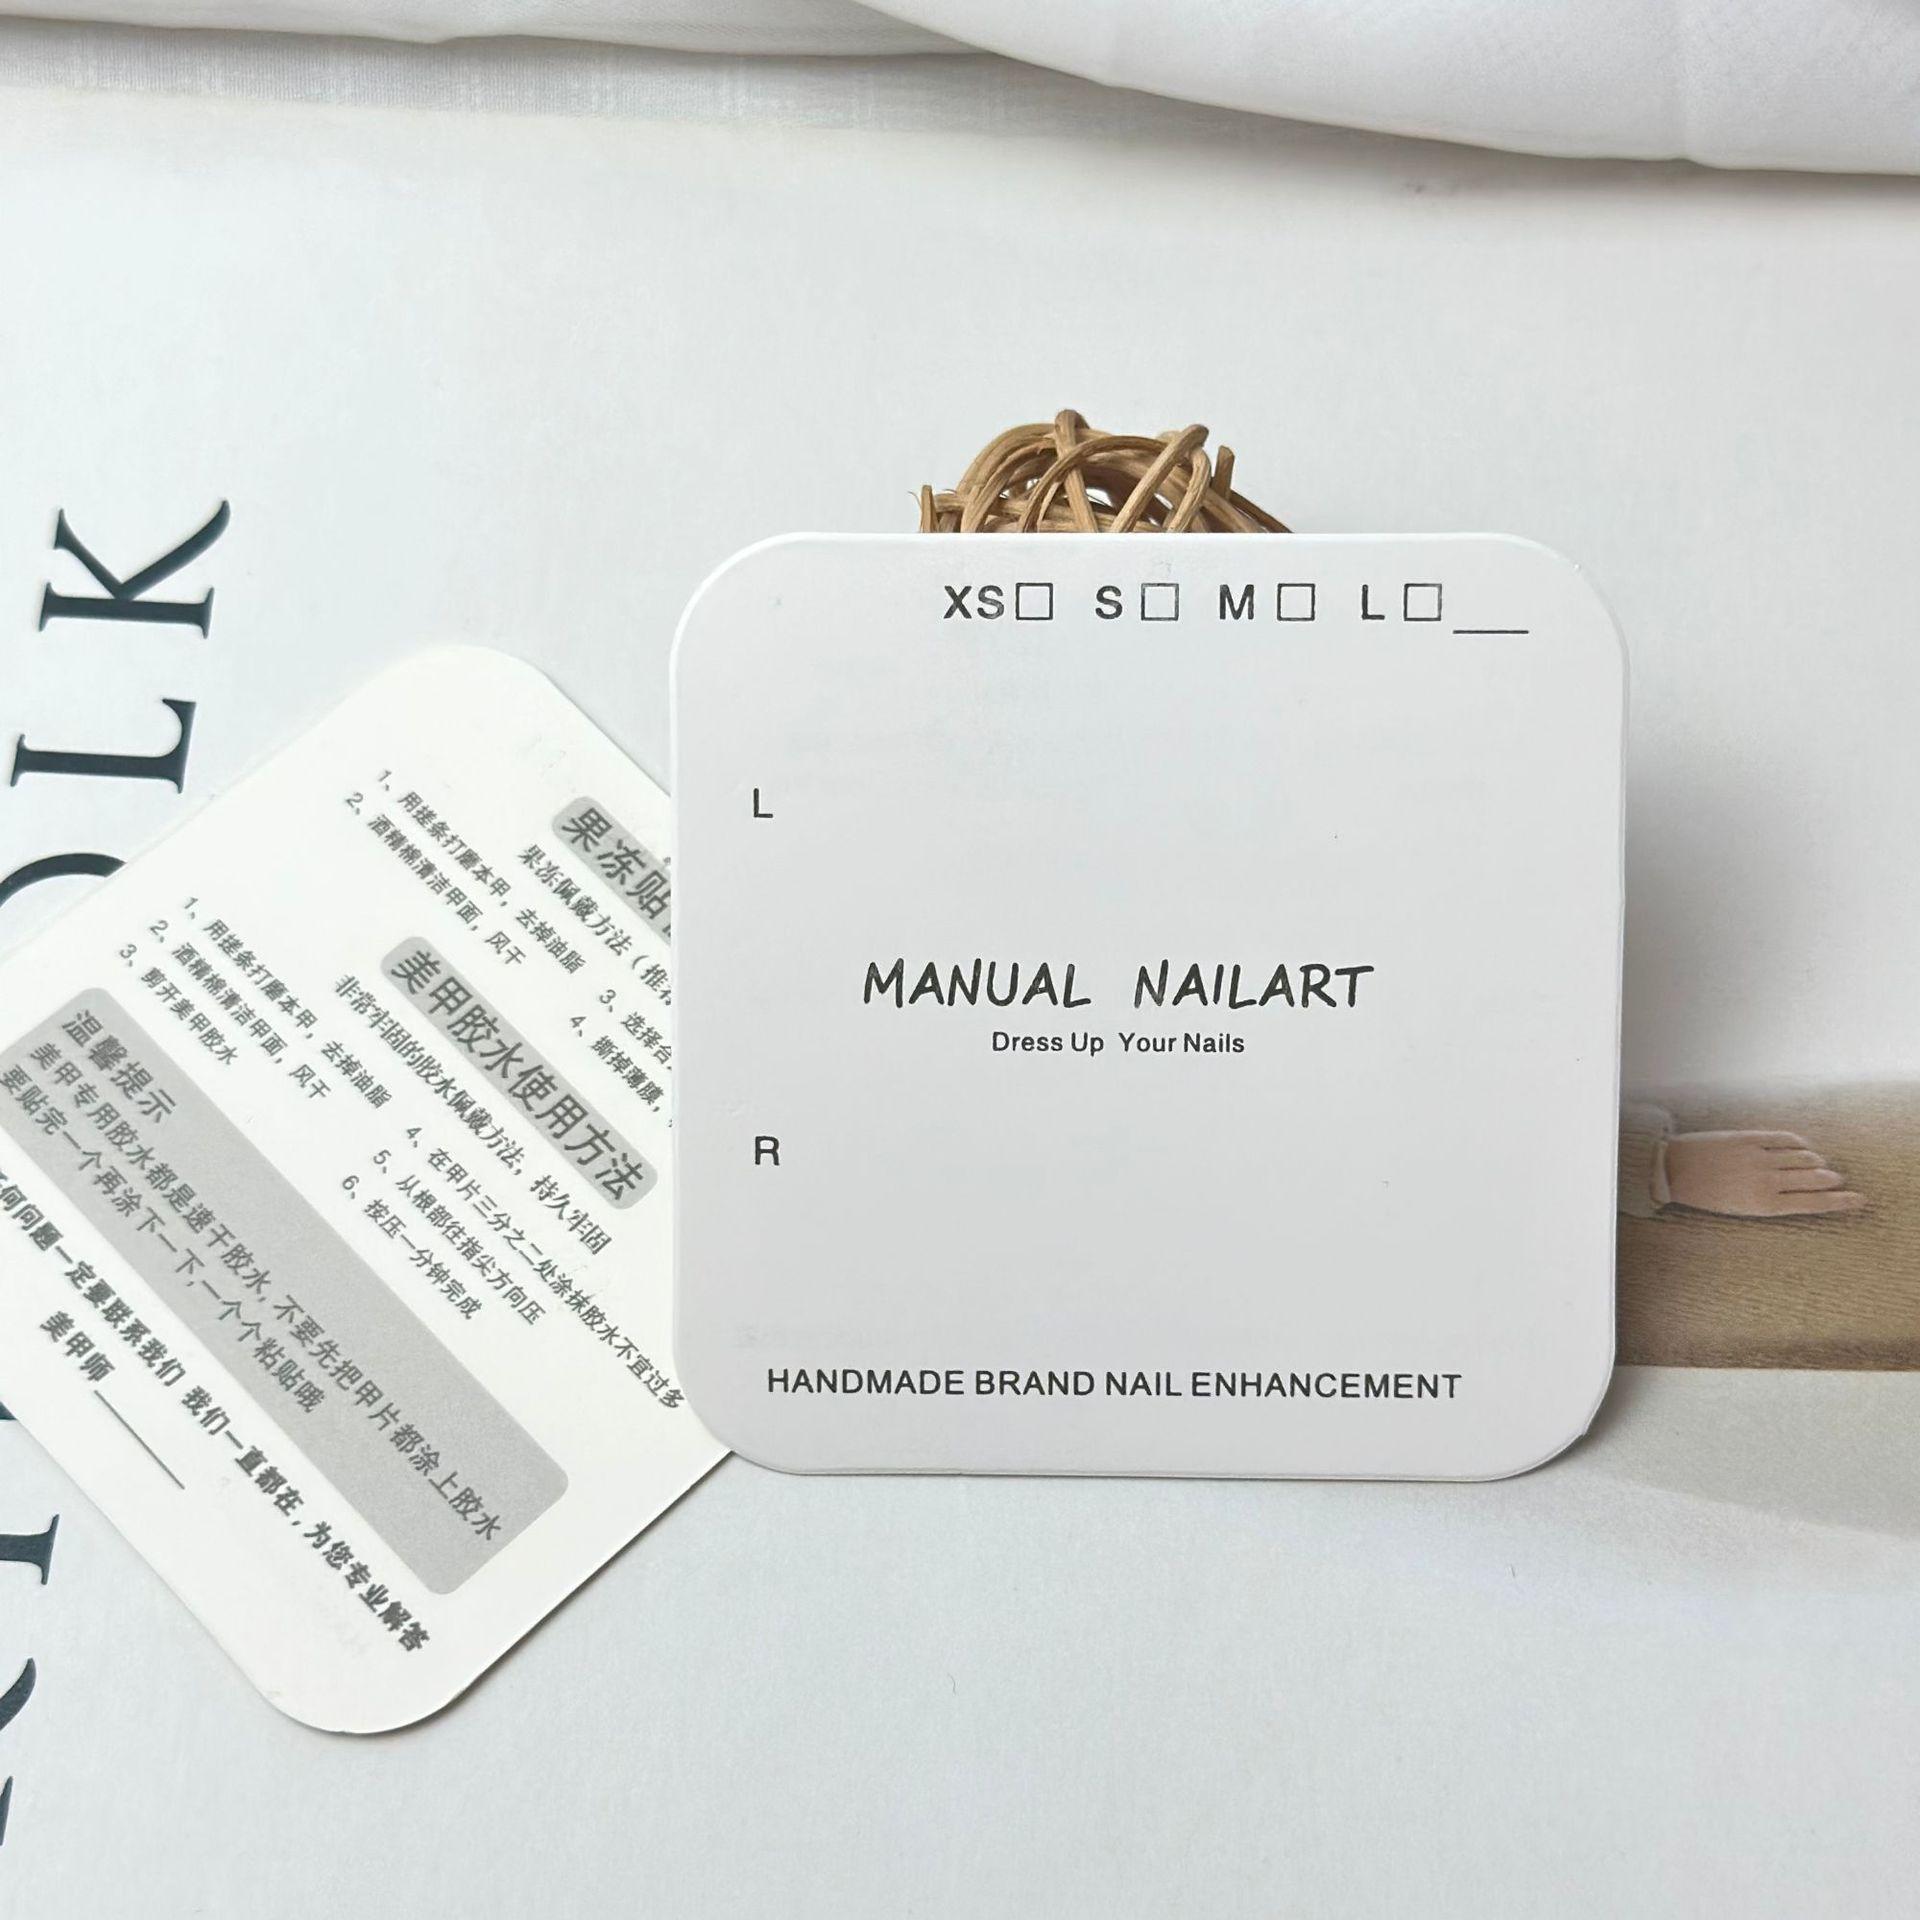 XS□ S□ M□ L□___
L
MANUAL NAILART
Dress Up Your Nails
R
HANDMADE BRAND NAIL ENHANCEMENT
果冻贴
果冻佩戴方法（推荐
1、用搓条打磨本甲，去掉油脂
2、酒精棉清洁甲面，风干
3、选择合
4、撕掉薄膜，
美甲胶水使用方法
非常牢固的胶水佩戴方法，持久牢固
1、用搓条打磨本甲，去掉油脂
2、酒精棉清洁甲面，风干
3、剪开美甲胶水
4、在甲片三分之二处涂抹胶水不宜过多
5、从根部往指尖方向压
6、按压一分钟完成
温馨提示
美甲专用胶水都是速干胶水，不要先把甲片都涂上胶水
要贴完一个再涂下一下，一个个粘贴哦
任何问题一定要联系我们 我们一直都在，为您专业解答
美甲师____
OLK